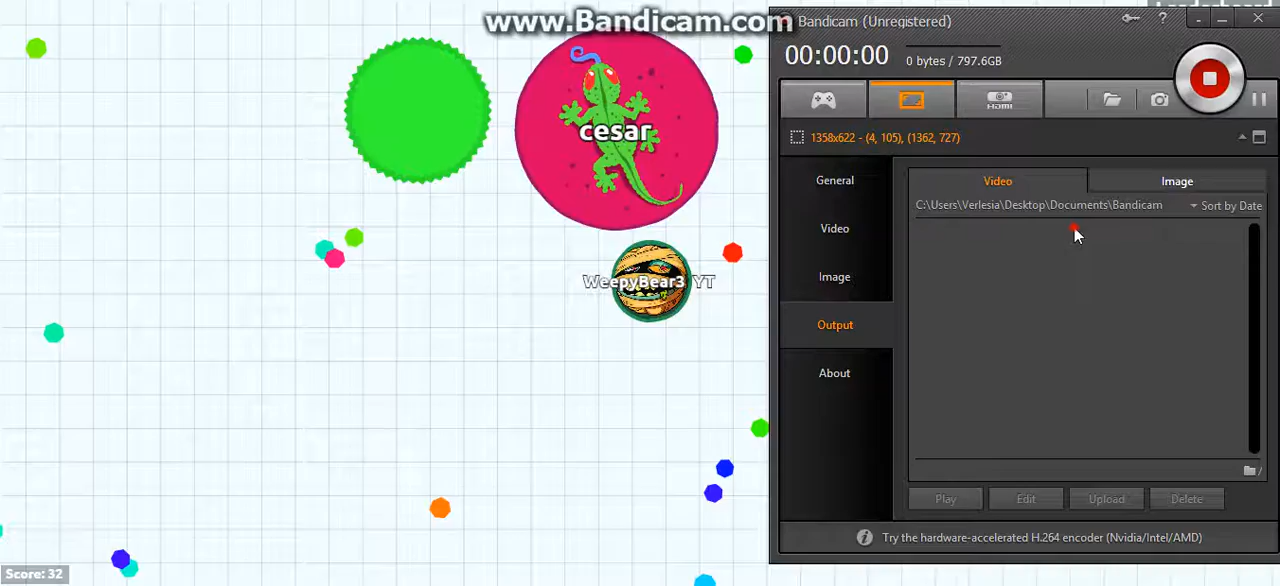 www.Bandicam.com
Bandicam (Unregistered)
?
00:00:00
0 bytes / 797.6GB
HDMI
1358x622 - (4, 105), (1362, 727)
General
Video
Image
Output
About
Video
Image
C:\Users\Verlesia\Desktop\Documents\Bandicam
Sort by Date
Play
Edit
Upload
Delete
Try the hardware-accelerated H.264 encoder (Nvidia/Intel/AMD)
cesar
WeepyBear3 YT
Score: 32